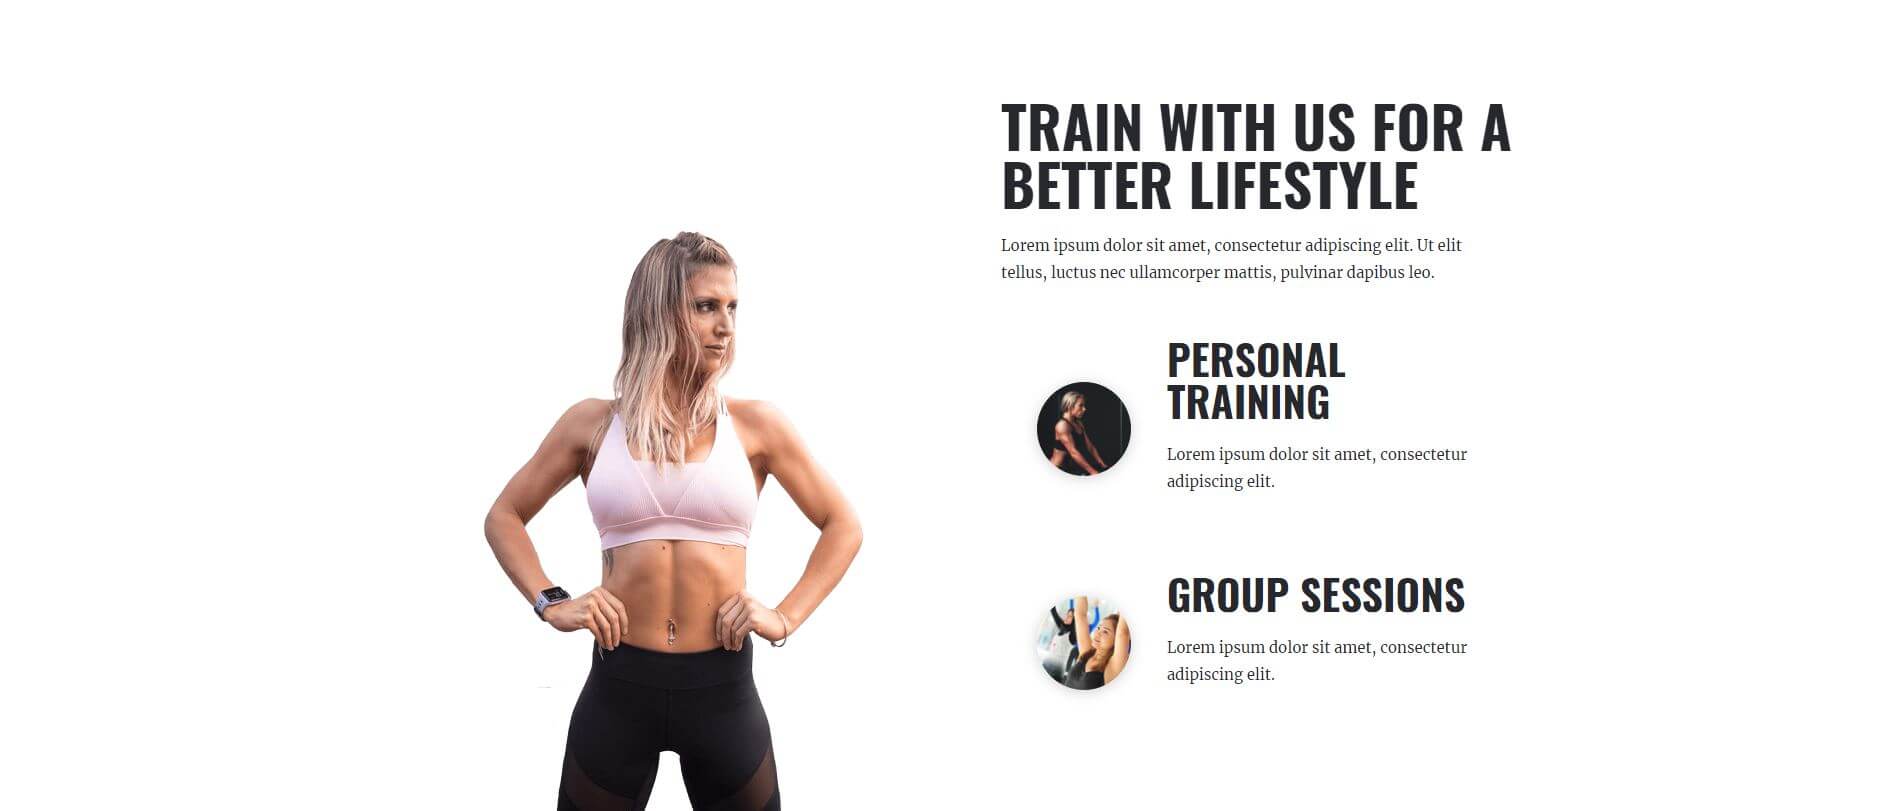 TRAIN WITH US FOR A
BETTER LIFESTYLE
Lorem ipsum dolor sit amet, consectetur adipiscing elit. Ut elit
tellus, luctus nec ullamcorper mattis, pulvinar dapibus leo.
PERSONAL
TRAINING
Lorem ipsum dolor sit amet, consectetur
adipiscing elit.
GROUP SESSIONS
Lorem ipsum dolor sit amet, consectetur
adipiscing elit.